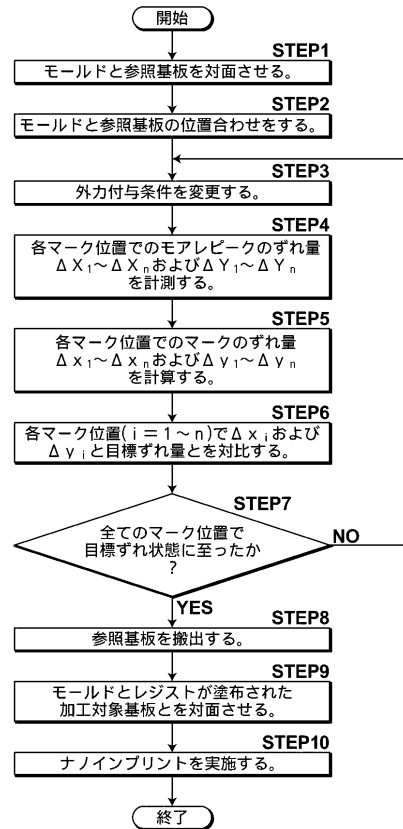 開始
STEP1
モールドと参照基板を対面させる。
STEP2
モールドと参照基板の位置合わせをする。
STEP3
外力付与条件を変更する。
STEP4
各マーク位置でのモアレピークのずれ量
ΔX₁～ΔXₙおよびΔY₁～ΔYₙ
を計測する。
STEP5
各マーク位置でのマークのずれ量
Δx₁～ΔxₙおよびΔy₁～Δyₙ
を計算する。
STEP6
各マーク位置(i=1～n)でΔxᵢおよび
Δyᵢと目標ずれ量とを対比する。
STEP7
全てのマーク位置で
目標ずれ状態に至ったか
?
NO
YES
STEP8
参照基板を搬出する。
STEP9
モールドとレジストが塗布された
加工対象基板とを対面させる。
STEP10
ナノインプリントを実施する。
終了